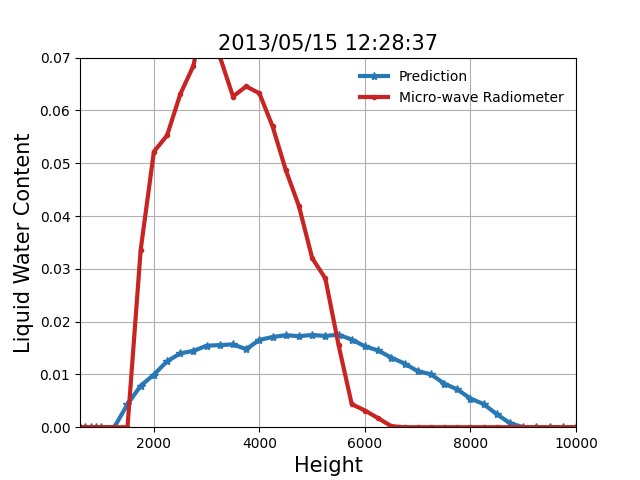 2013/05/15 12:28:37
Prediction
Micro-wave Radiometer
Liquid Water Content
0.07
0.06
0.05
0.04
0.03
0.02
0.01
0.00
2000 4000 6000 8000 10000
Height